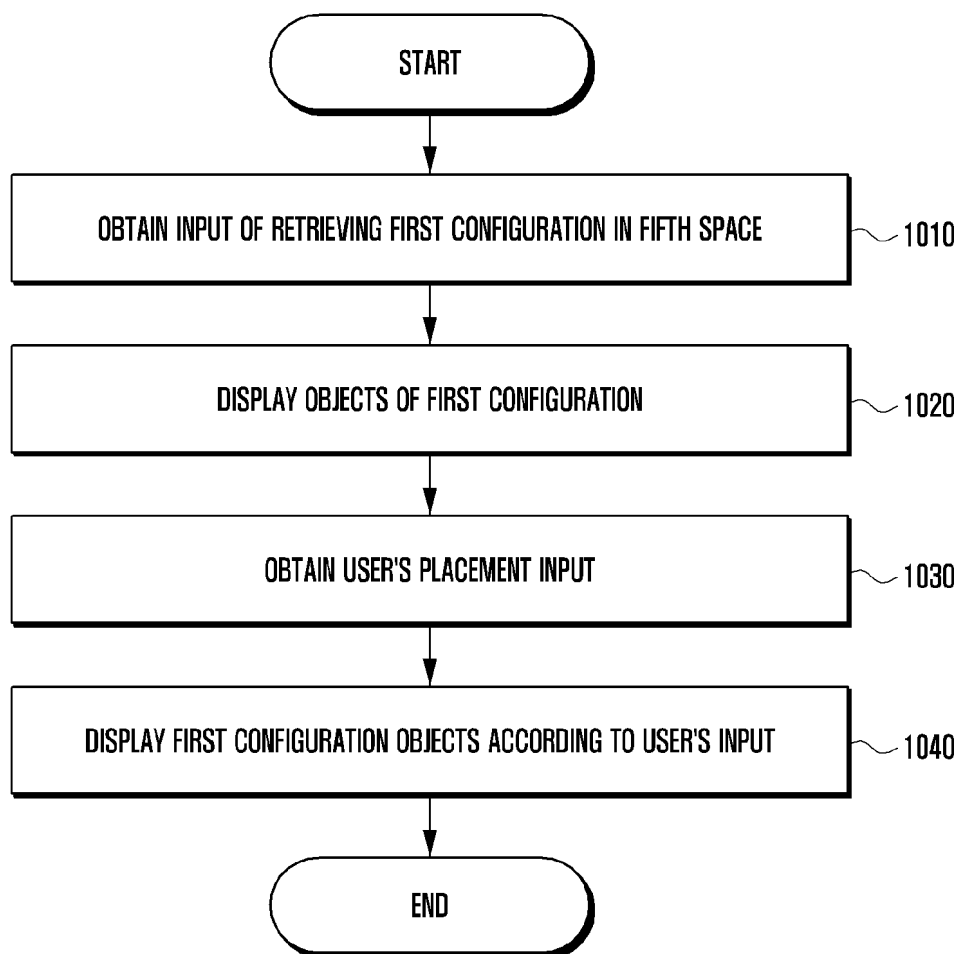 START
OBTAIN INPUT OF RETRIEVING FIRST CONFIGURATION IN FIFTH SPACE
1010
DISPLAY OBJECTS OF FIRST CONFIGURATION
1020
OBTAIN USER'S PLACEMENT INPUT
1030
DISPLAY FIRST CONFIGURATION OBJECTS ACCORDING TO USER'S INPUT
1040
END